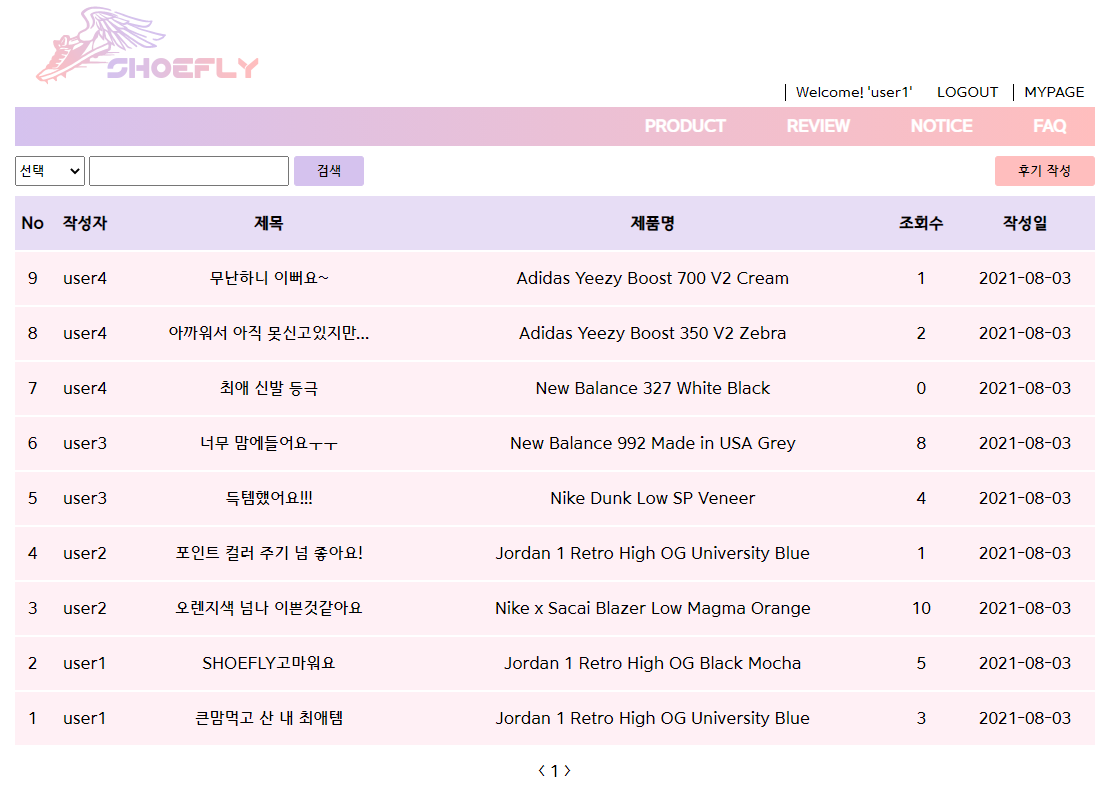 SHOEFLY
Welcome! 'user1' LOGOUT MYPAGE
PRODUCT REVIEW NOTICE FAQ
선택 검색 후기 작성
No 작성자 제목 제품명 조회수 작성일
9 user4 무난하니 이뻐요~ Adidas Yeezy Boost 700 V2 Cream 1 2021-08-03
8 user4 아까워서 아직 못신고있지만... Adidas Yeezy Boost 350 V2 Zebra 2 2021-08-03
7 user4 최애 신발 등극 New Balance 327 White Black 0 2021-08-03
6 user3 너무 맘에들어요ㅜㅜ New Balance 992 Made in USA Grey 8 2021-08-03
5 user3 득템했어요!!! Nike Dunk Low SP Veneer 4 2021-08-03
4 user2 포인트 컬러 주기 넘 좋아요! Jordan 1 Retro High OG University Blue 1 2021-08-03
3 user2 오렌지색 넘나 이쁜것같아요 Nike x Sacai Blazer Low Magma Orange 10 2021-08-03
2 user1 SHOEFLY고마워요 Jordan 1 Retro High OG Black Mocha 5 2021-08-03
1 user1 큰맘먹고 산 내 최애템 Jordan 1 Retro High OG University Blue 3 2021-08-03
〈 1 〉